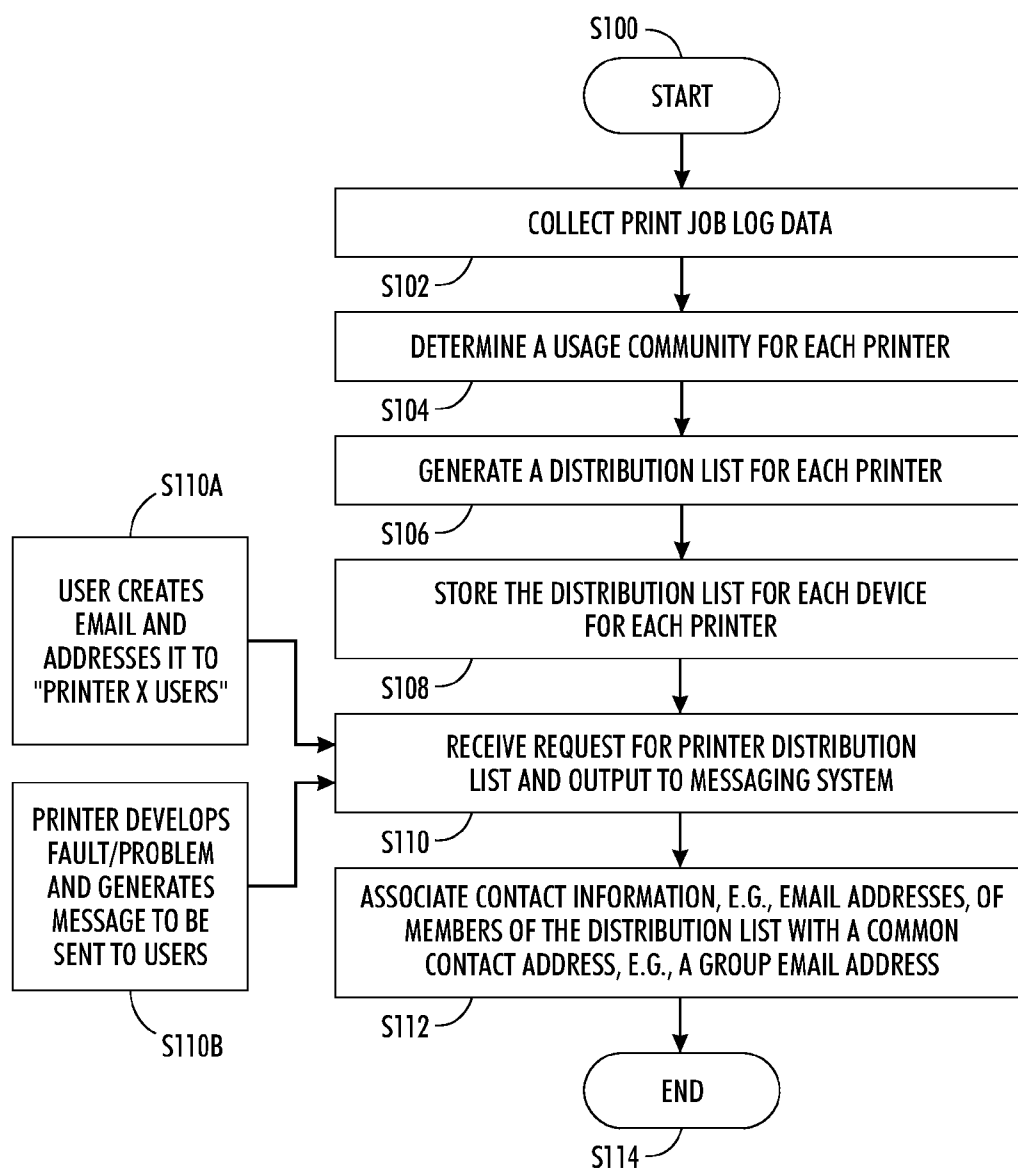 S100
START
COLLECT PRINT JOB LOG DATA
S102
DETERMINE A USAGE COMMUNITY FOR EACH PRINTER
S104
GENERATE A DISTRIBUTION LIST FOR EACH PRINTER
S106
STORE THE DISTRIBUTION LIST FOR EACH DEVICE
FOR EACH PRINTER
S108
S110A
USER CREATES
EMAIL AND
ADDRESSES IT TO
"PRINTER X USERS"
RECEIVE REQUEST FOR PRINTER DISTRIBUTION
LIST AND OUTPUT TO MESSAGING SYSTEM
S110
PRINTER DEVELOPS
FAULT/PROBLEM
AND GENERATES
MESSAGE TO BE
SENT TO USERS
S110B
ASSOCIATE CONTACT INFORMATION, E.G., EMAIL ADDRESSES, OF
MEMBERS OF THE DISTRIBUTION LIST WITH A COMMON
CONTACT ADDRESS, E.G., A GROUP EMAIL ADDRESS
S112
END
S114